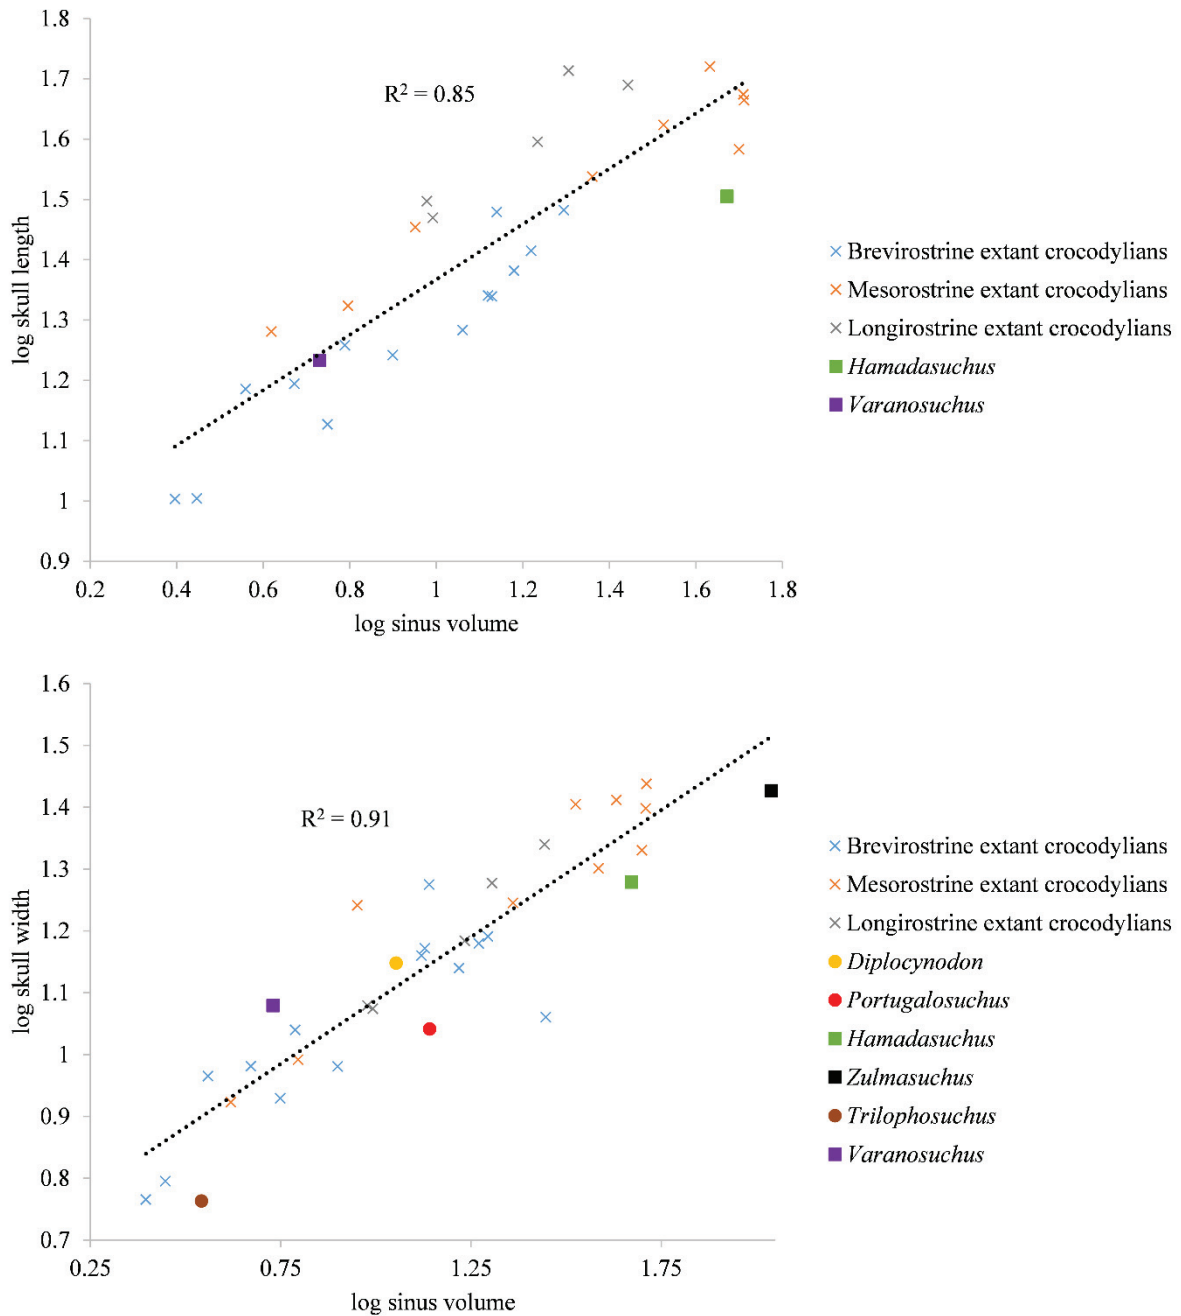 1.8
1.7
1.6
1.5
1.4
1.3
1.2
1.1
1
0.9
log skull length
R² = 0.85
0.2 0.4 0.6 0.8 1 1.2 1.4 1.6 1.8
log sinus volume
Brevirostrine extant crocodylians
Mesorostrine extant crocodylians
Longirostrine extant crocodylians
Hamadasuchus
Varanosuchus
1.6
1.5
1.4
1.3
1.2
1.1
1
0.9
0.8
0.7
log skull width
R² = 0.91
0.25 0.75 1.25 1.75
log sinus volume
Brevirostrine extant crocodylians
Mesorostrine extant crocodylians
Longirostrine extant crocodylians
Diplocynodon
Portugalosuchus
Hamadasuchus
Zulmasuchus
Trilophosuchus
Varanosuchus